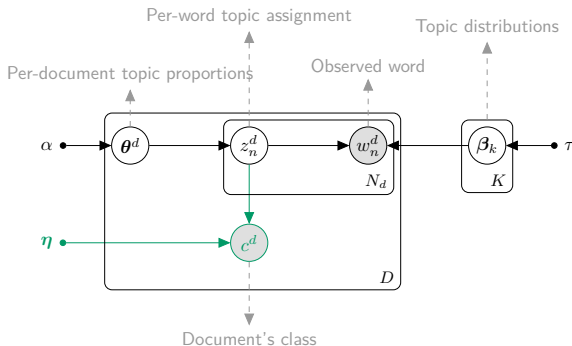 Per-word topic assignment
Topic distributions
Per-document topic proportions
Observed word
α θ^d z_n^d w_n^d β_k τ
N_d K
η c^d
D
Document's class